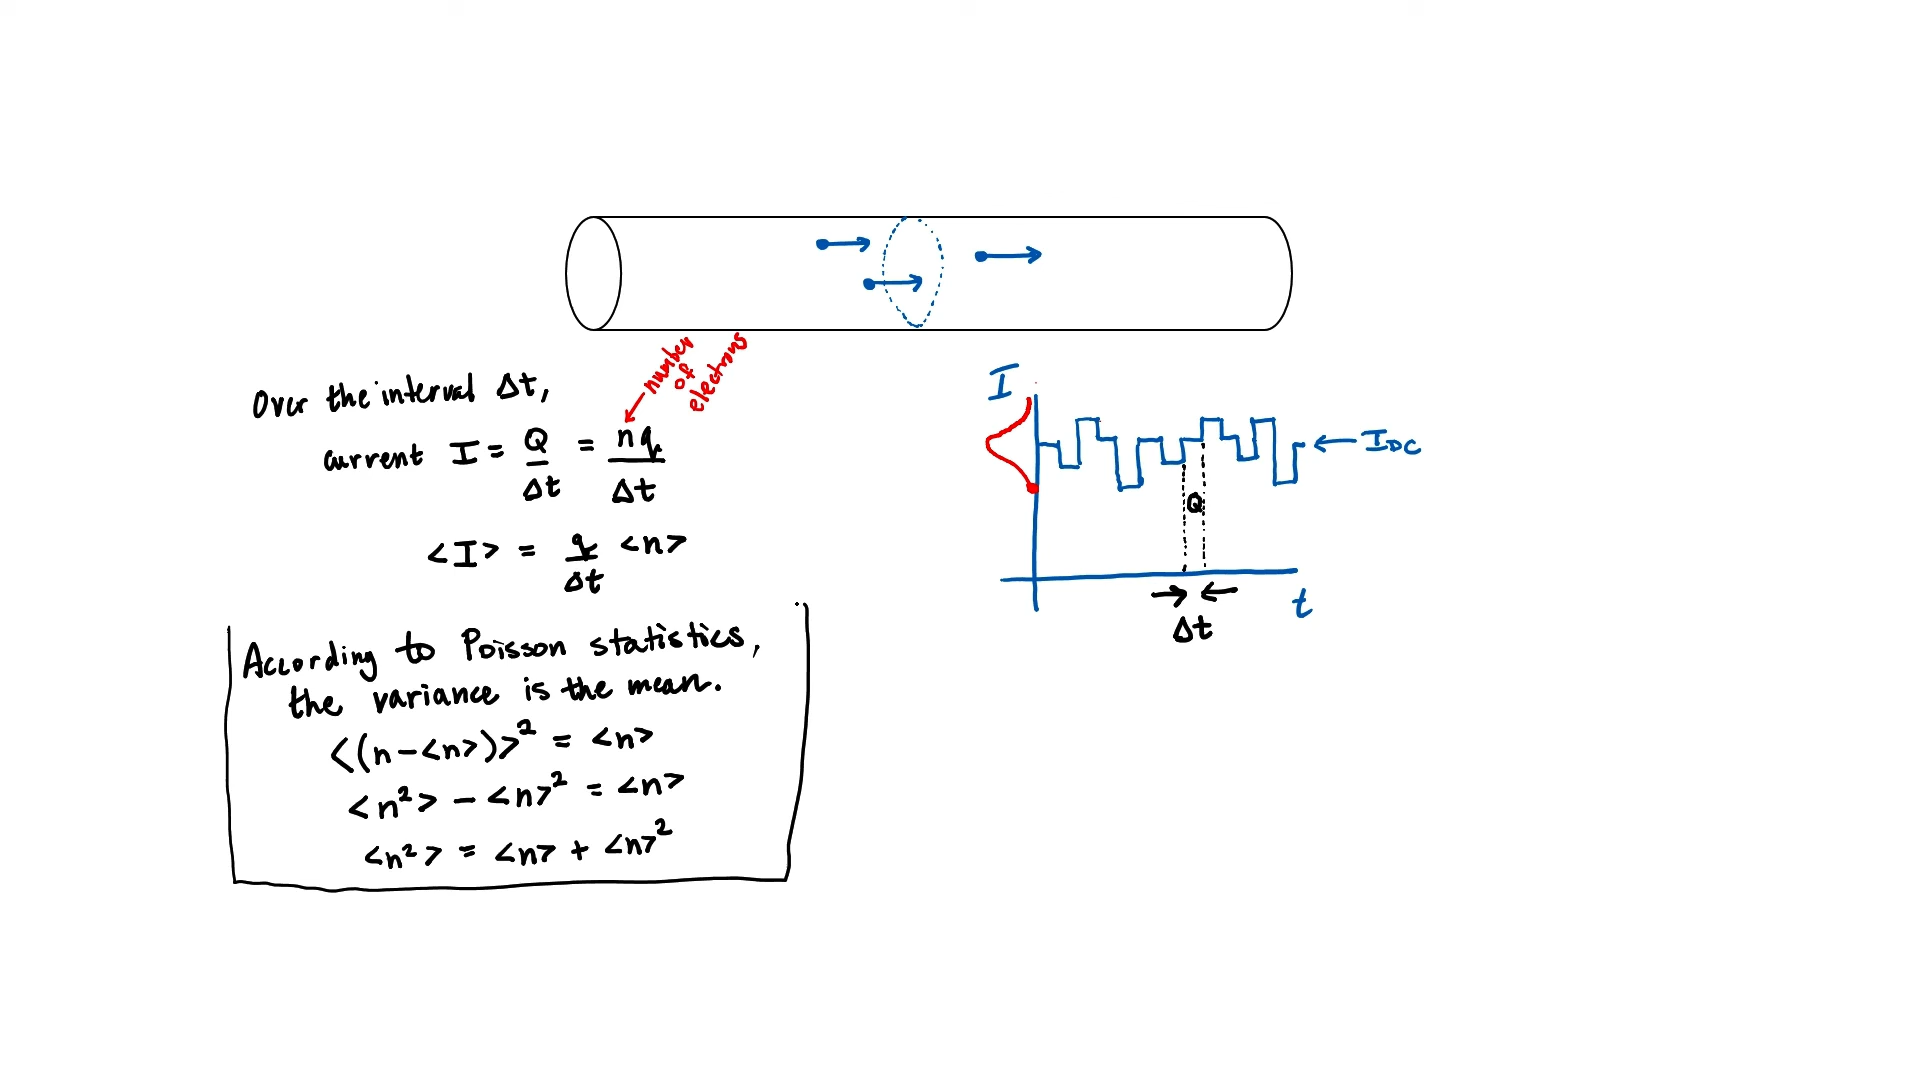 number
of
electrons
Over the interval Δt,
current I = Q/Δt = nq/Δt
<I> = q/Δt <n>
According to Poisson statistics,
the variance is the mean.
<(n-<n>)>² = <n>
<n²> - <n>² = <n>
<n²> = <n> + <n>²
I
I_DC
Q
t
Δt